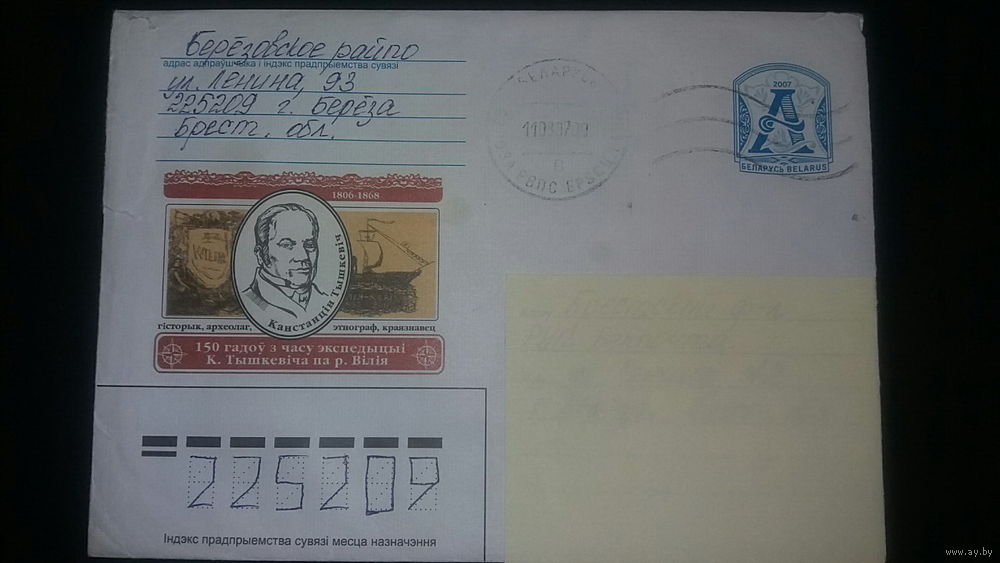 Берёзовское райпо
адрас адпраўшчыка і індэкс прадпрыемства сувязі
ул. Ленина, 93
225209 г. Берёза
Брест. обл.
БЕЛАРУСЬ
2007
А
БЕЛАРУСЬ BELARUS
1806-1868
Канстанцін Тышкевіч
гісторык, археолаг, этнограф, краязнавец
150 гадоў з часу экспедыцыі
К. Тышкевіча па р. Вілія
225209
Індэкс прадпрыемства сувязі месца назначэння
www.ay.by